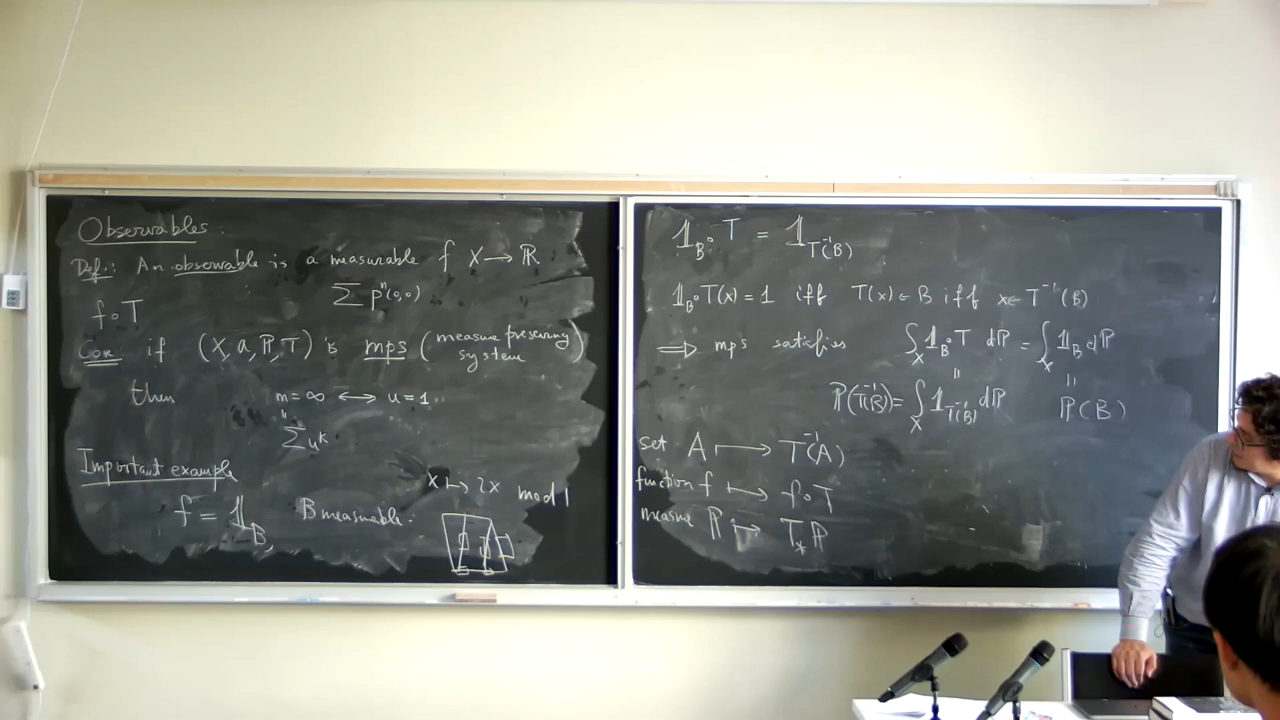 Observables.
Def.: An observable is a measurable f X → ℝ
∑ pⁿ(0,0)
f∘T
Cor if (X, a, ℙ, T) is mps (measure preserving system)
then m = ∞ ⟷ u = 1
"
∑ uᵏ
Important example
x ↦ 2x mod 1
f = 𝟙_B B measurable.
𝟙_B ∘ T = 𝟙_{T⁻¹(B)}
𝟙_B ∘ T(x) = 1 iff T(x) ∈ B iff x ∈ T⁻¹(B)
⟹ mps satisfies ∫_X 𝟙_B ∘ T dℙ = ∫_X 𝟙_B dℙ
" "
ℙ(T⁻¹(B)) = ∫_X 𝟙_{T⁻¹(B)} dℙ ℙ(B)
set A ⟼ T⁻¹(A)
function f ⟼ f∘T
measure ℙ ⟼ T_* ℙ